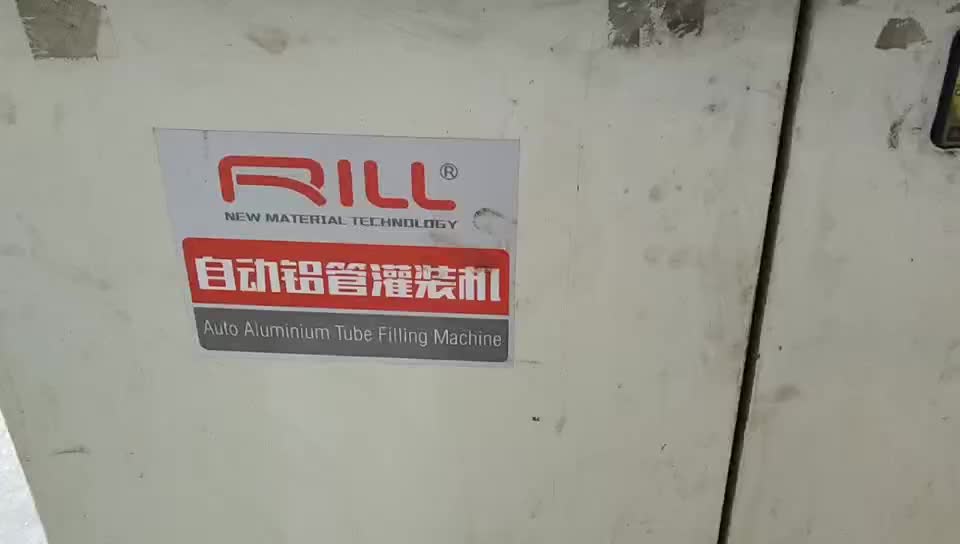 RILL®
NEW MATERIAL TECHNOLOGY
自动铝管灌装机
Auto Aluminium Tube Filling Machine